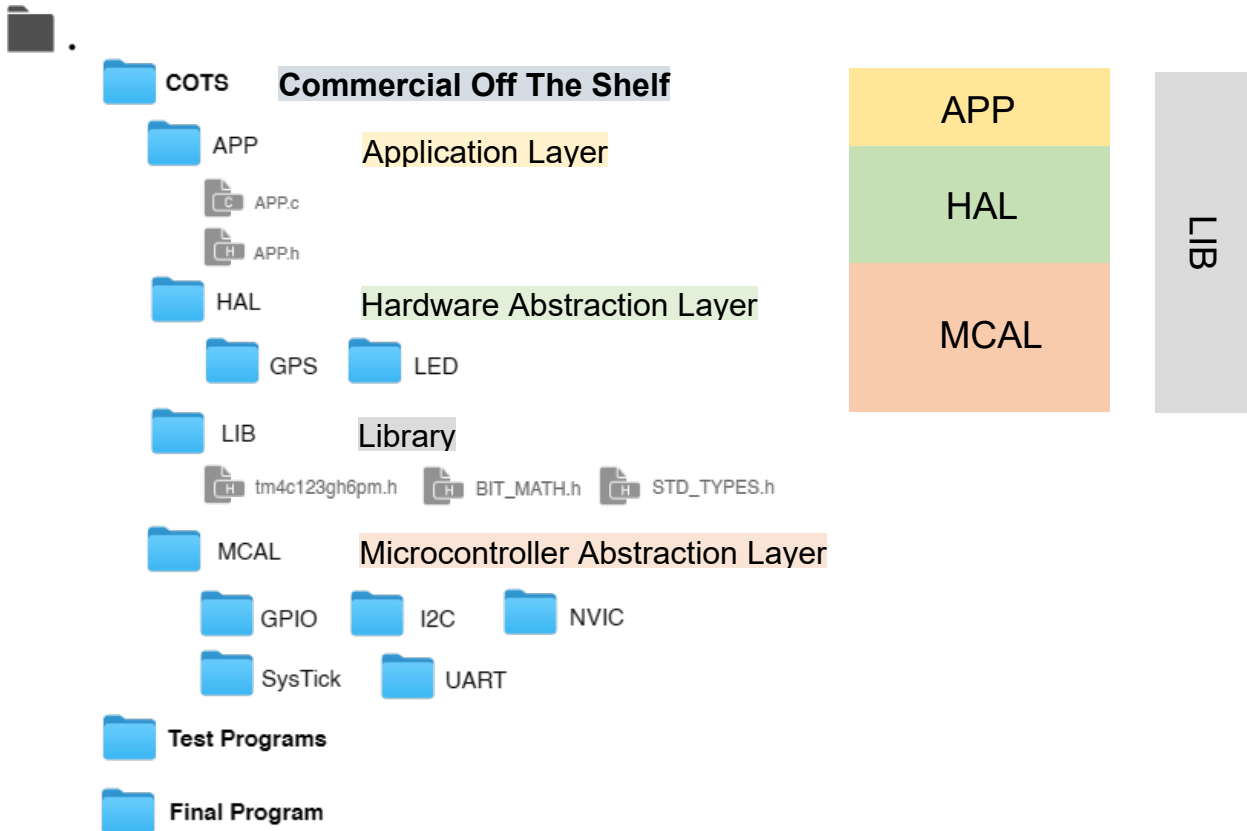 .
COTS Commercial Off The Shelf
APP Application Layer
C APP.c
H APP.h
HAL Hardware Abstraction Layer
GPS LED
LIB Library
H tm4c123gh6pm.h H BIT_MATH.h H STD_TYPES.h
MCAL Microcontroller Abstraction Layer
GPIO I2C NVIC
SysTick UART
Test Programs
Final Program
APP
HAL
MCAL
LIB